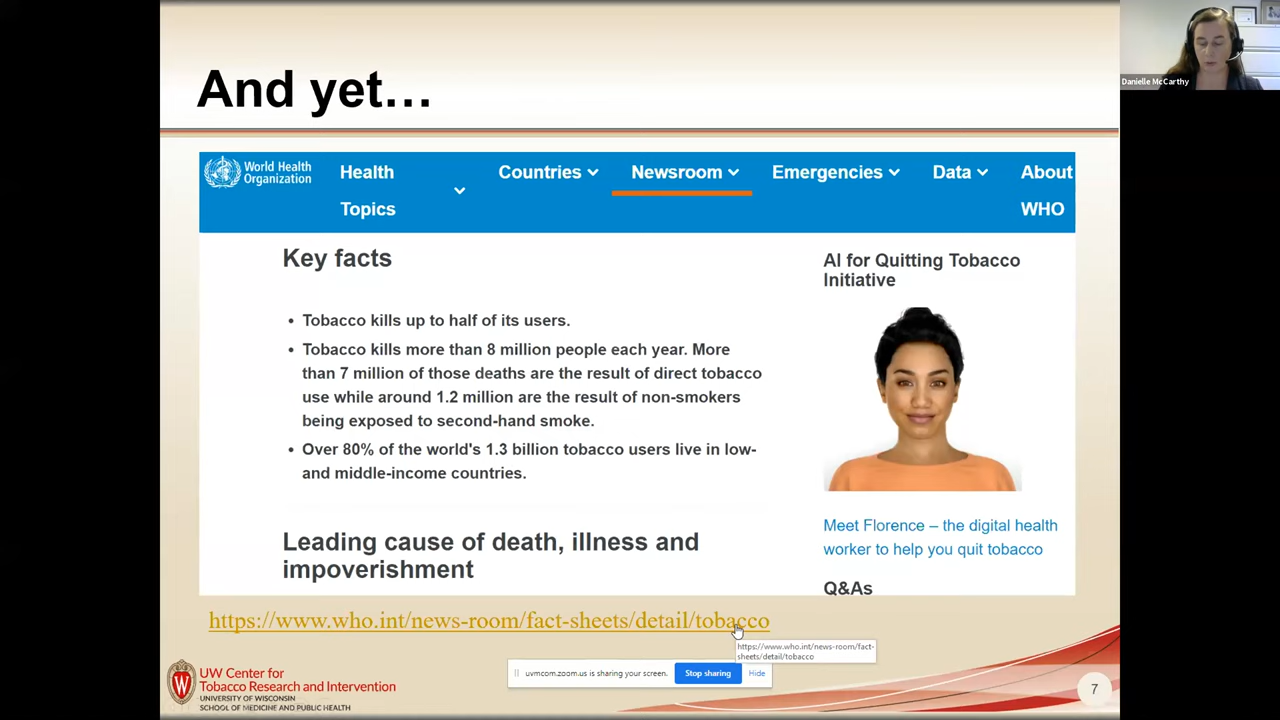 And yet…
Danielle McCarthy
World Health
Organization
Health
Topics
Countries
Newsroom
Emergencies
Data
About
WHO
Key facts
• Tobacco kills up to half of its users.
• Tobacco kills more than 8 million people each year. More
than 7 million of those deaths are the result of direct tobacco
use while around 1.2 million are the result of non-smokers
being exposed to second-hand smoke.
• Over 80% of the world's 1.3 billion tobacco users live in low-
and middle-income countries.
Leading cause of death, illness and
impoverishment
AI for Quitting Tobacco
Initiative
Meet Florence – the digital health
worker to help you quit tobacco
Q&As
https://www.who.int/news-room/fact-sheets/detail/tobacco
https://www.who.int/news-room/fact-
sheets/detail/tobacco
uvmcom.zoom.us is sharing your screen.
Stop sharing
Hide
W
UW Center for
Tobacco Research and Intervention
UNIVERSITY OF WISCONSIN
SCHOOL OF MEDICINE AND PUBLIC HEALTH
7